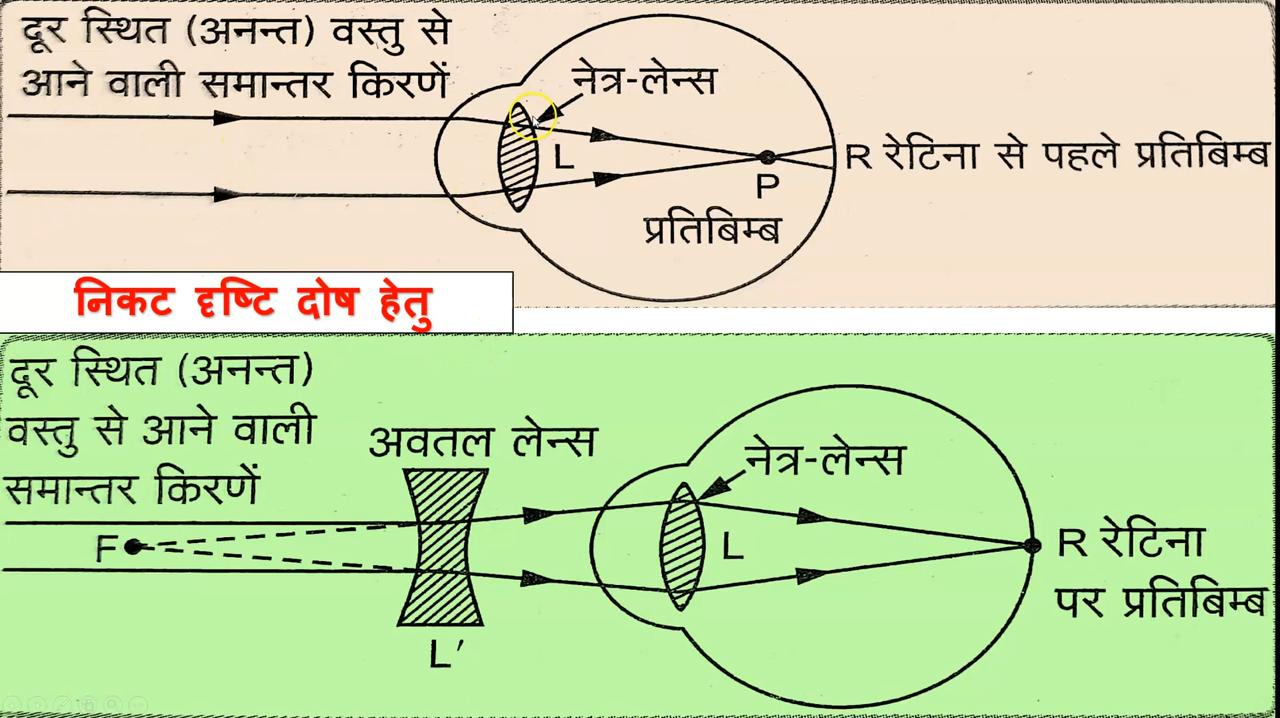 दूर स्थित (अनन्त) वस्तु से
आने वाली समान्तर किरणें
नेत्र-लेन्स
L
R रेटिना से पहले प्रतिबिम्ब
P
प्रतिबिम्ब
निकट दृष्टि दोष हेतु
दूर स्थित (अनन्त)
वस्तु से आने वाली
समान्तर किरणें
अवतल लेन्स
नेत्र-लेन्स
F
L
R रेटिना
पर प्रतिबिम्ब
L′